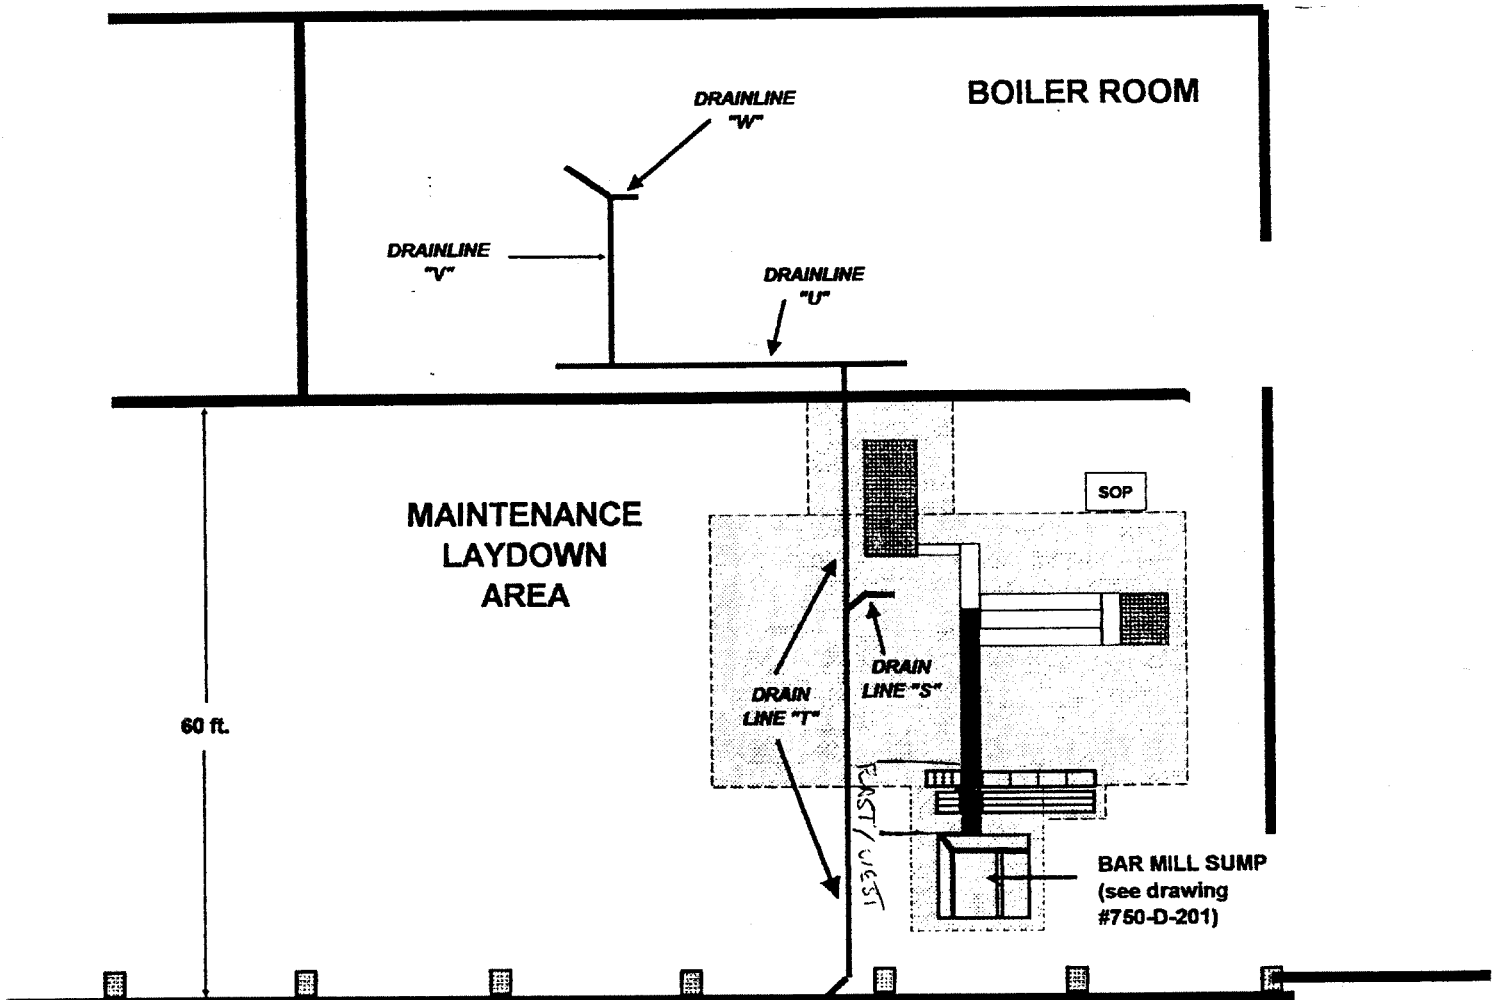 BOILER ROOM
DRAINLINE
"W"
DRAINLINE
"V"
DRAINLINE
"U"
MAINTENANCE
LAYDOWN
AREA
SOP
DRAIN
LINE "S"
DRAIN
LINE "T"
60 ft.
EAST/WEST
BAR MILL SUMP
(see drawing
#750-D-201)